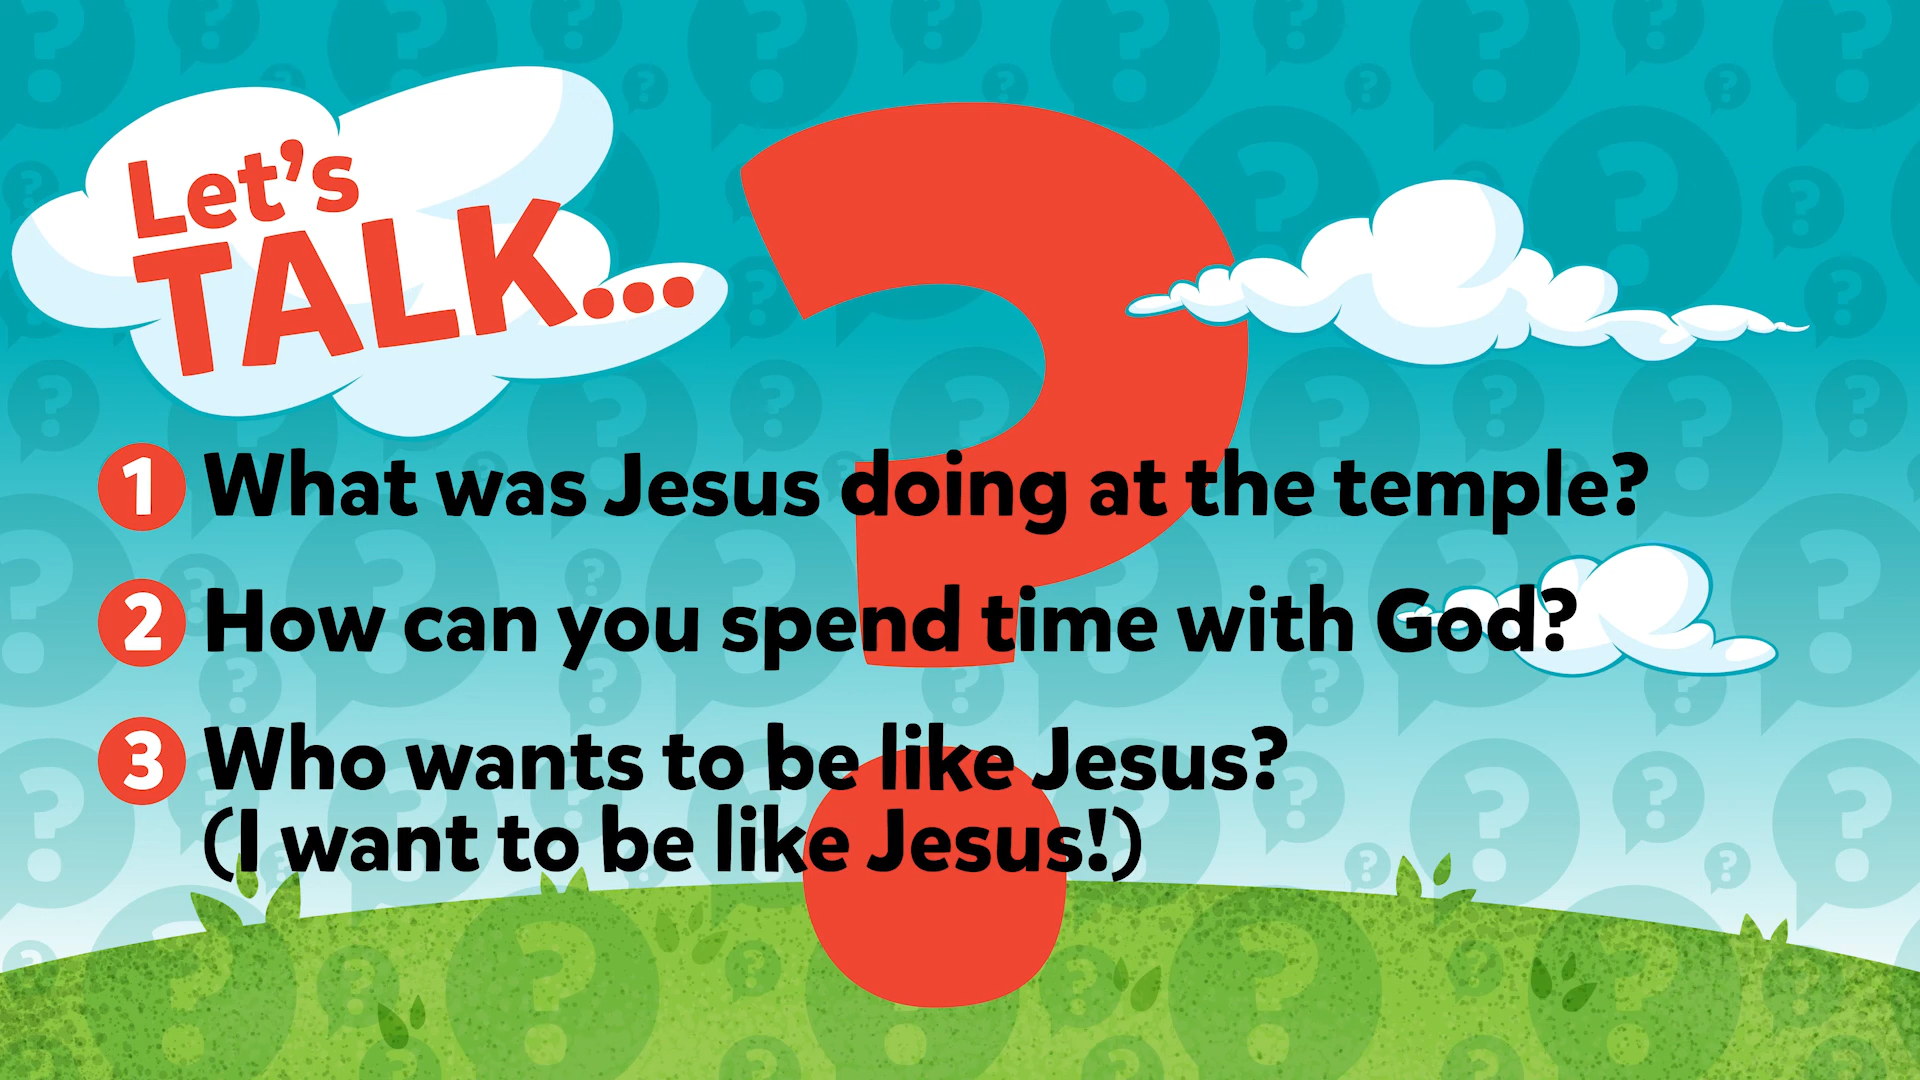 Let's
TALK...
1 What was Jesus doing at the temple?
2 How can you spend time with God?
3 Who wants to be like Jesus?
(I want to be like Jesus!)